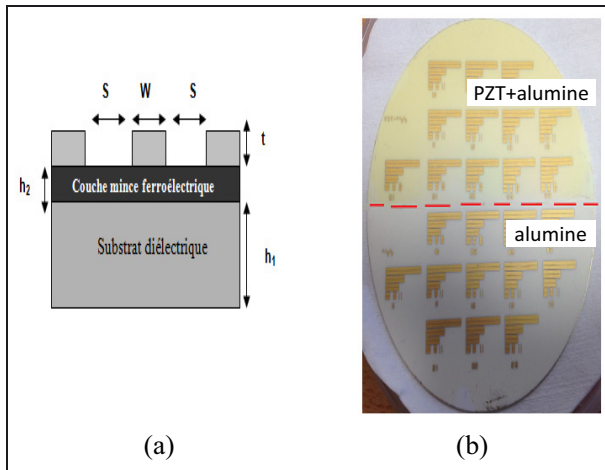 S W S
t
h2
Couche mince ferroélectrique
Substrat diélectrique
h1
(a)
PZT+alumine
alumine
(b)